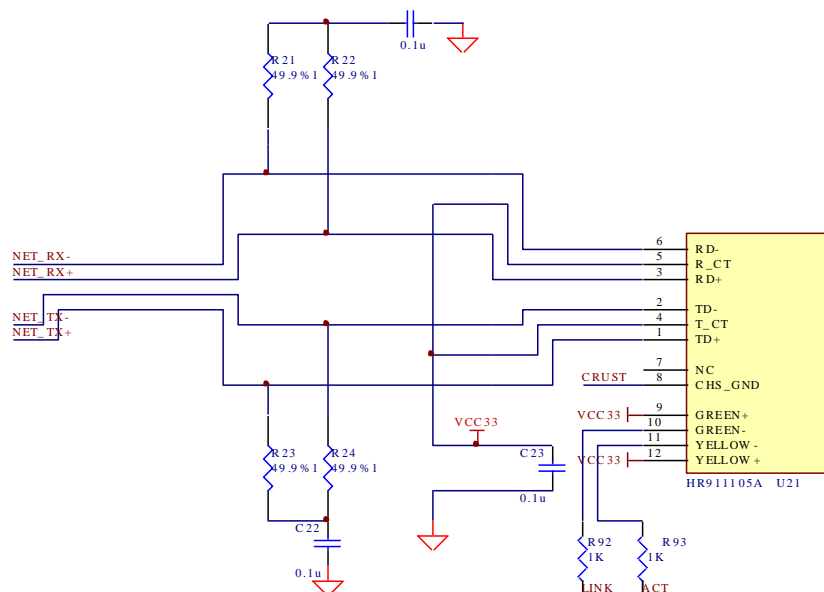 0.1u
R21
49.9%1
R22
49.9%1
NET_RX-
NET_RX+
NET_TX-
NET_TX+
6
RD-
5
R_CT
3
RD+
2
TD-
4
T_CT
1
TD+
7
NC
CRUST
8
CHS_GND
VCC33
9
GREEN+
10
GREEN-
11
YELLOW-
VCC33
12
YELLOW+
HR911105A U21
VCC33
C23
0.1u
R23
49.9%1
R24
49.9%1
C22
0.1u
R92
1K
R93
1K
LINK
ACT